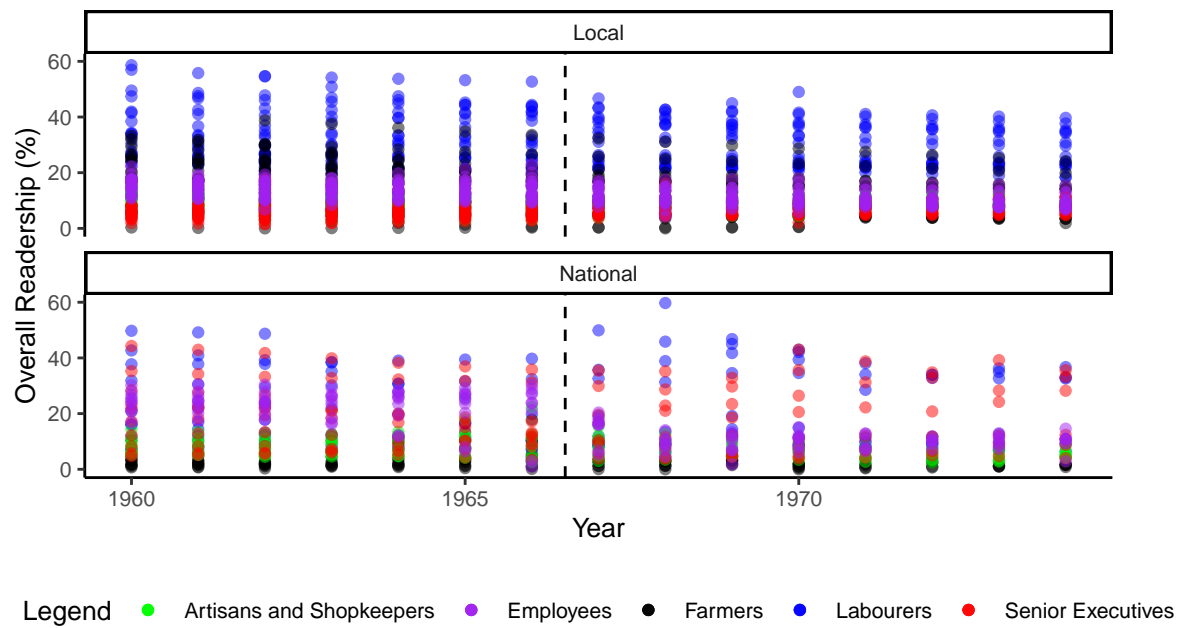 Local
60
40
20
0
National
60
40
20
0
Overall Readership (%)
1960
1965
1970
Year
Legend
Artisans and Shopkeepers
Employees
Farmers
Labourers
Senior Executives